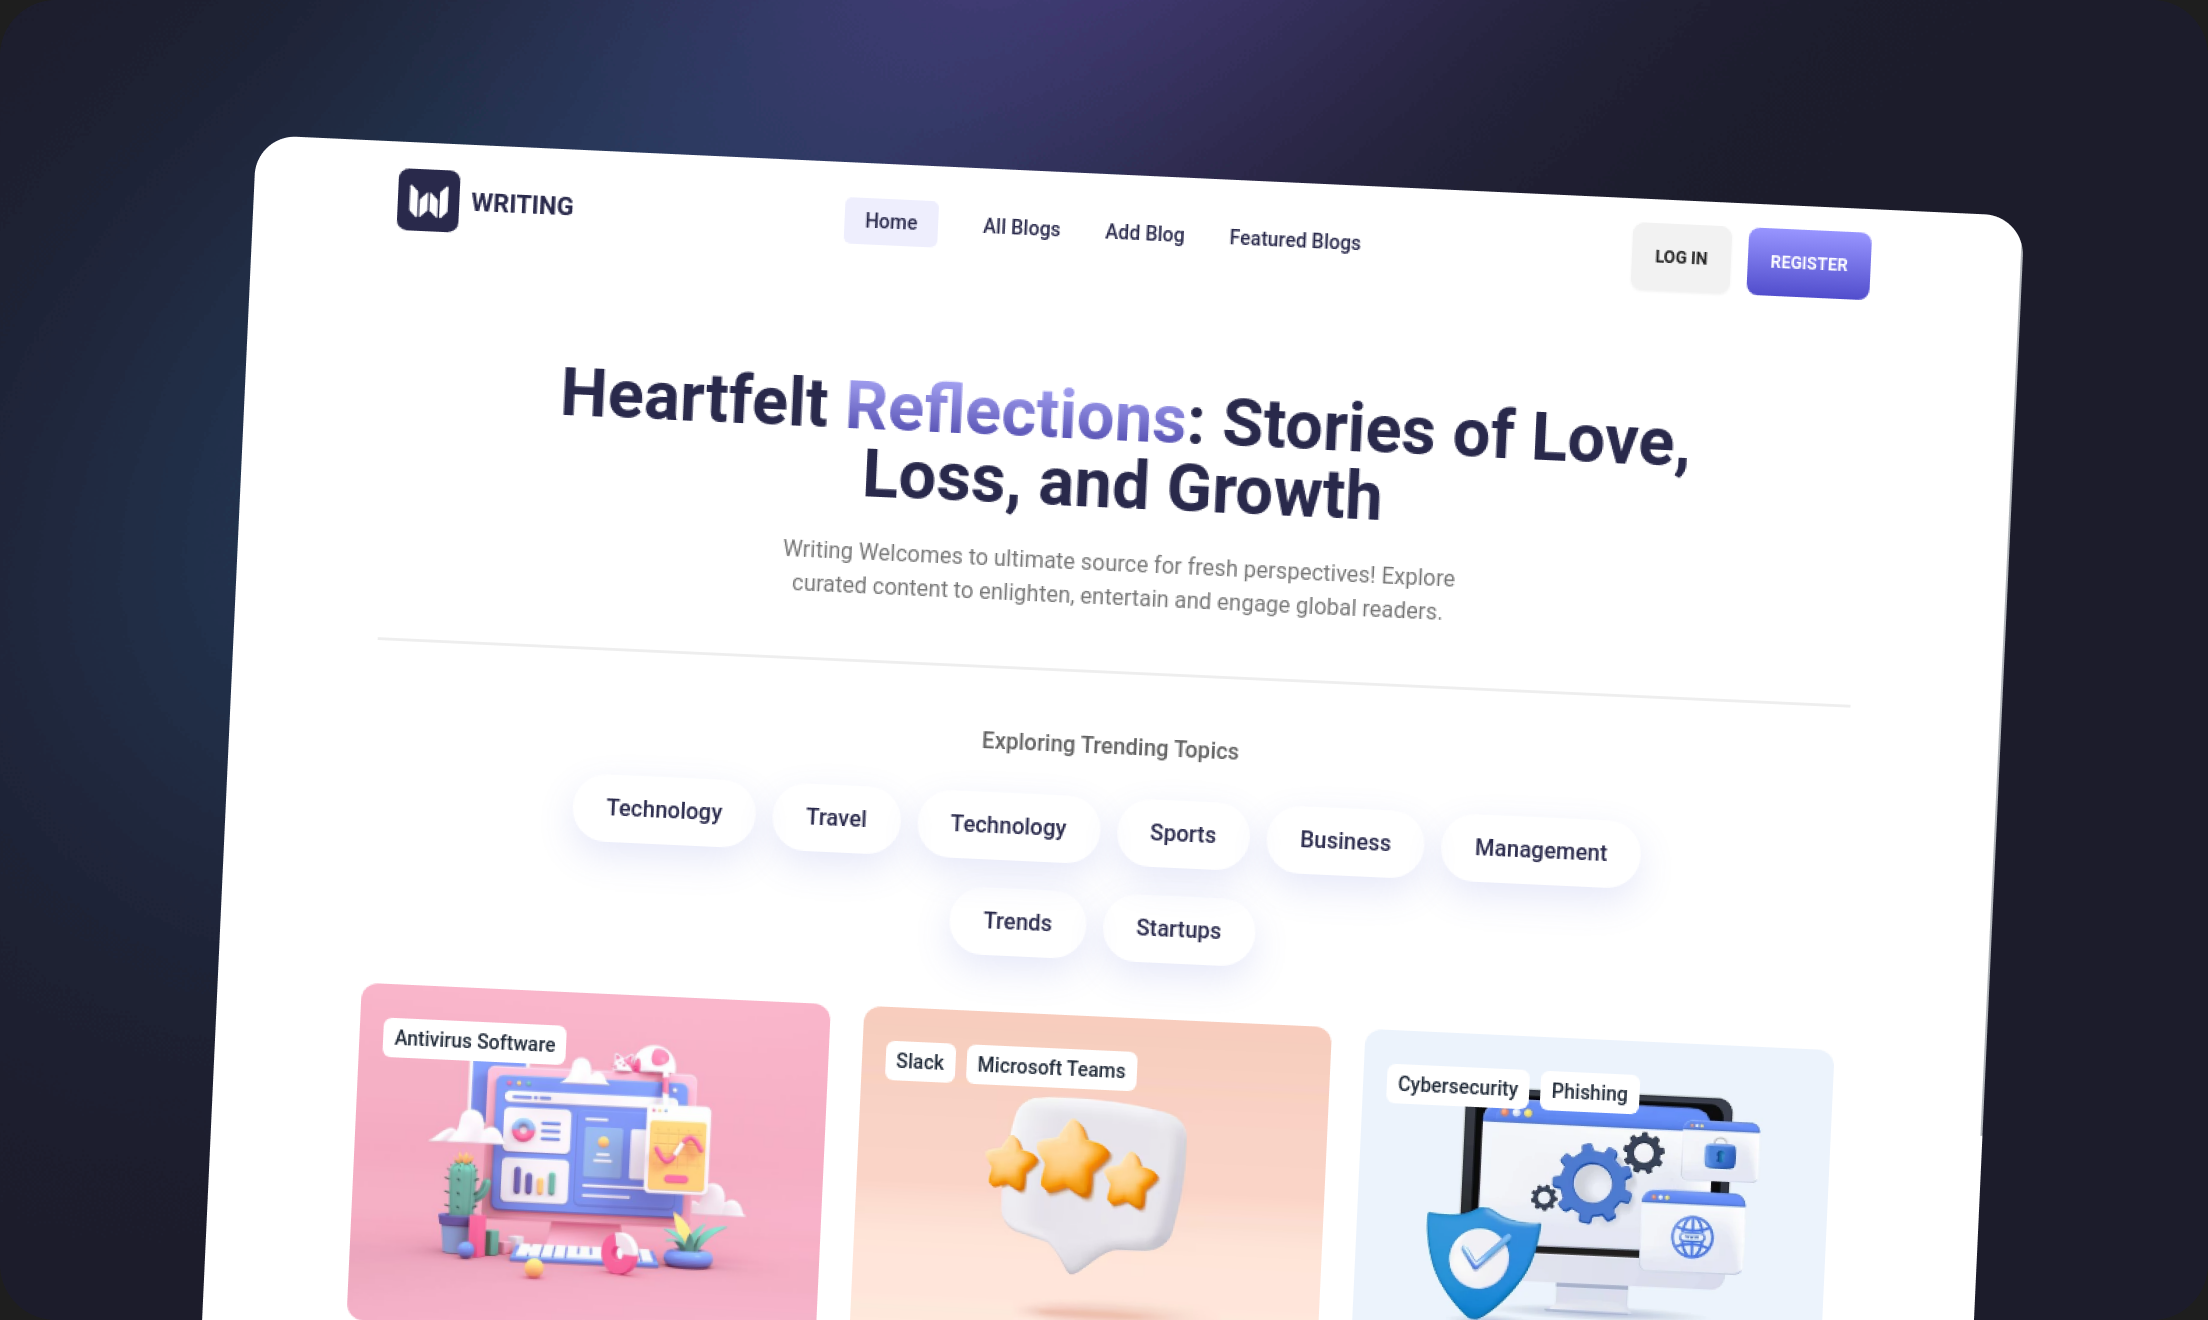 WRITING
Home
All Blogs
Add Blog
Featured Blogs
LOG IN
REGISTER
Heartfelt Reflections: Stories of Love,
Loss, and Growth
Writing Welcomes to ultimate source for fresh perspectives! Explore
curated content to enlighten, entertain and engage global readers.
Exploring Trending Topics
Technology
Travel
Technology
Sports
Business
Management
Trends
Startups
Antivirus Software
Slack
Microsoft Teams
Cybersecurity
Phishing